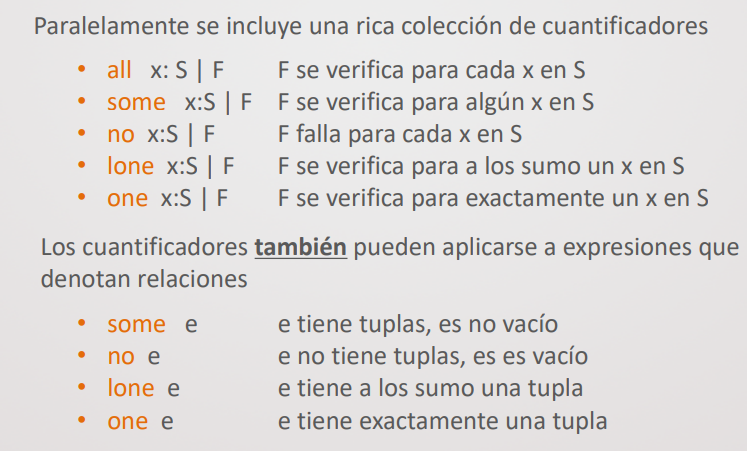 Paralelamente se incluye una rica colección de cuantificadores
• all x: S | F F se verifica para cada x en S
• some x:S | F F se verifica para algún x en S
• no x:S | F F falla para cada x en S
• lone x:S | F F se verifica para a los sumo un x en S
• one x:S | F F se verifica para exactamente un x en S
Los cuantificadores también pueden aplicarse a expresiones que
denotan relaciones
• some e e tiene tuplas, es no vacío
• no e e no tiene tuplas, es es vacío
• lone e e tiene a los sumo una tupla
• one e e tiene exactamente una tupla